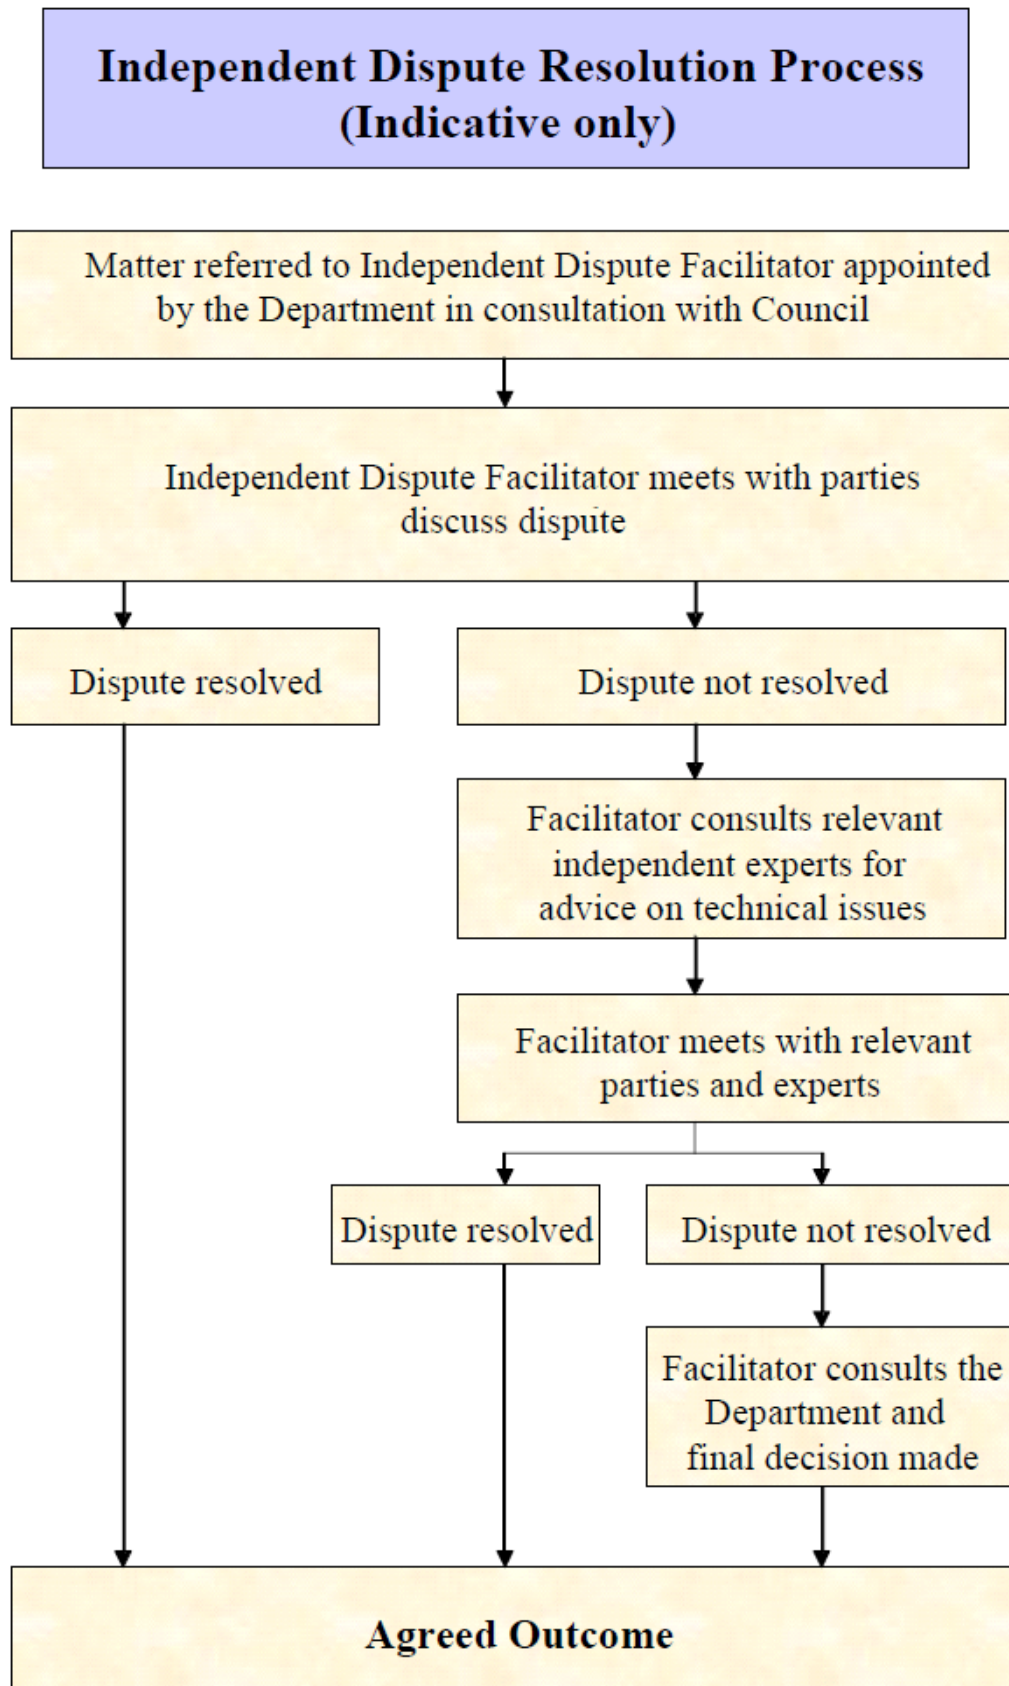 Independent Dispute Resolution Process
(Indicative only)
Matter referred to Independent Dispute Facilitator appointed
by the Department in consultation with Council
Independent Dispute Facilitator meets with parties
discuss dispute
Dispute resolved
Dispute not resolved
Facilitator consults relevant
independent experts for
advice on technical issues
Facilitator meets with relevant
parties and experts
Dispute resolved
Dispute not resolved
Facilitator consults the
Department and
final decision made
Agreed Outcome